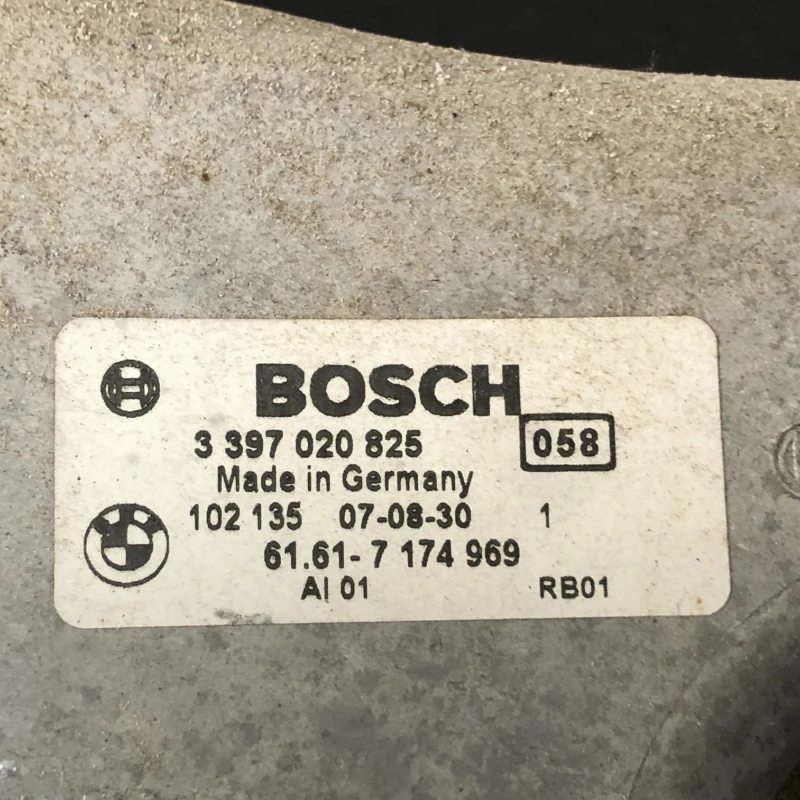 BOSCH
3 397 020 825 058
Made in Germany
102 135 07-08-30 1
61.61- 7 174 969
AI 01 RB01